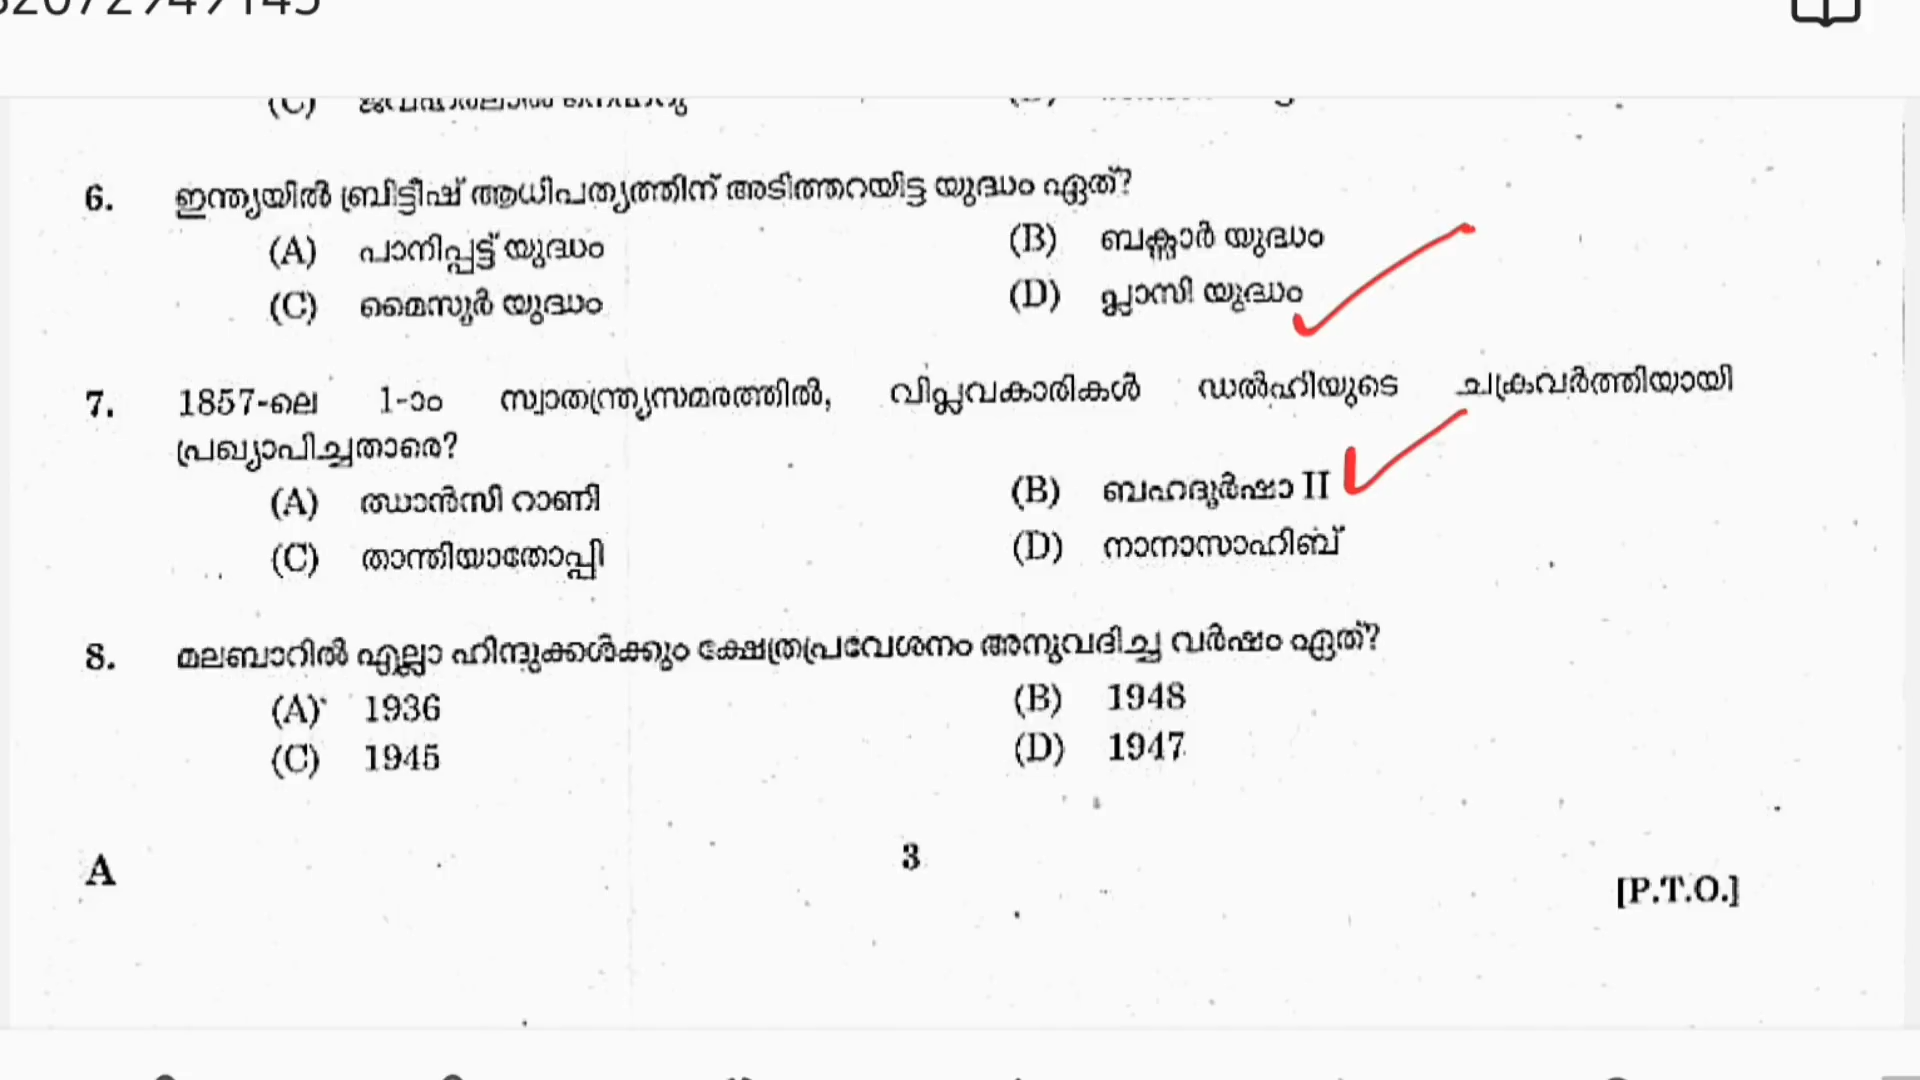 6. ഇന്ത്യയിൽ ബ്രിട്ടീഷ് ആധിപത്യത്തിന് അടിത്തറയിട്ട യുദ്ധം ഏത്?
(A) പാനിപ്പട്ട് യുദ്ധം (B) ബക്സാർ യുദ്ധം
(C) മൈസൂർ യുദ്ധം (D) പ്ലാസി യുദ്ധം
7. 1857-ലെ 1-ാം സ്വാതന്ത്ര്യസമരത്തിൽ, വിപ്ലവകാരികൾ ഡൽഹിയുടെ ചക്രവർത്തിയായി
പ്രഖ്യാപിച്ചതാരെ?
(A) ഝാൻസി റാണി (B) ബഹദൂർഷാ II
(C) താന്തിയാതോപ്പി (D) നാനാസാഹിബ്
8. മലബാറിൽ എല്ലാ ഹിന്ദുക്കൾക്കും ക്ഷേത്രപ്രവേശനം അനുവദിച്ച വർഷം ഏത്?
(A) 1936 (B) 1948
(C) 1945 (D) 1947
A 3 [P.T.O.]